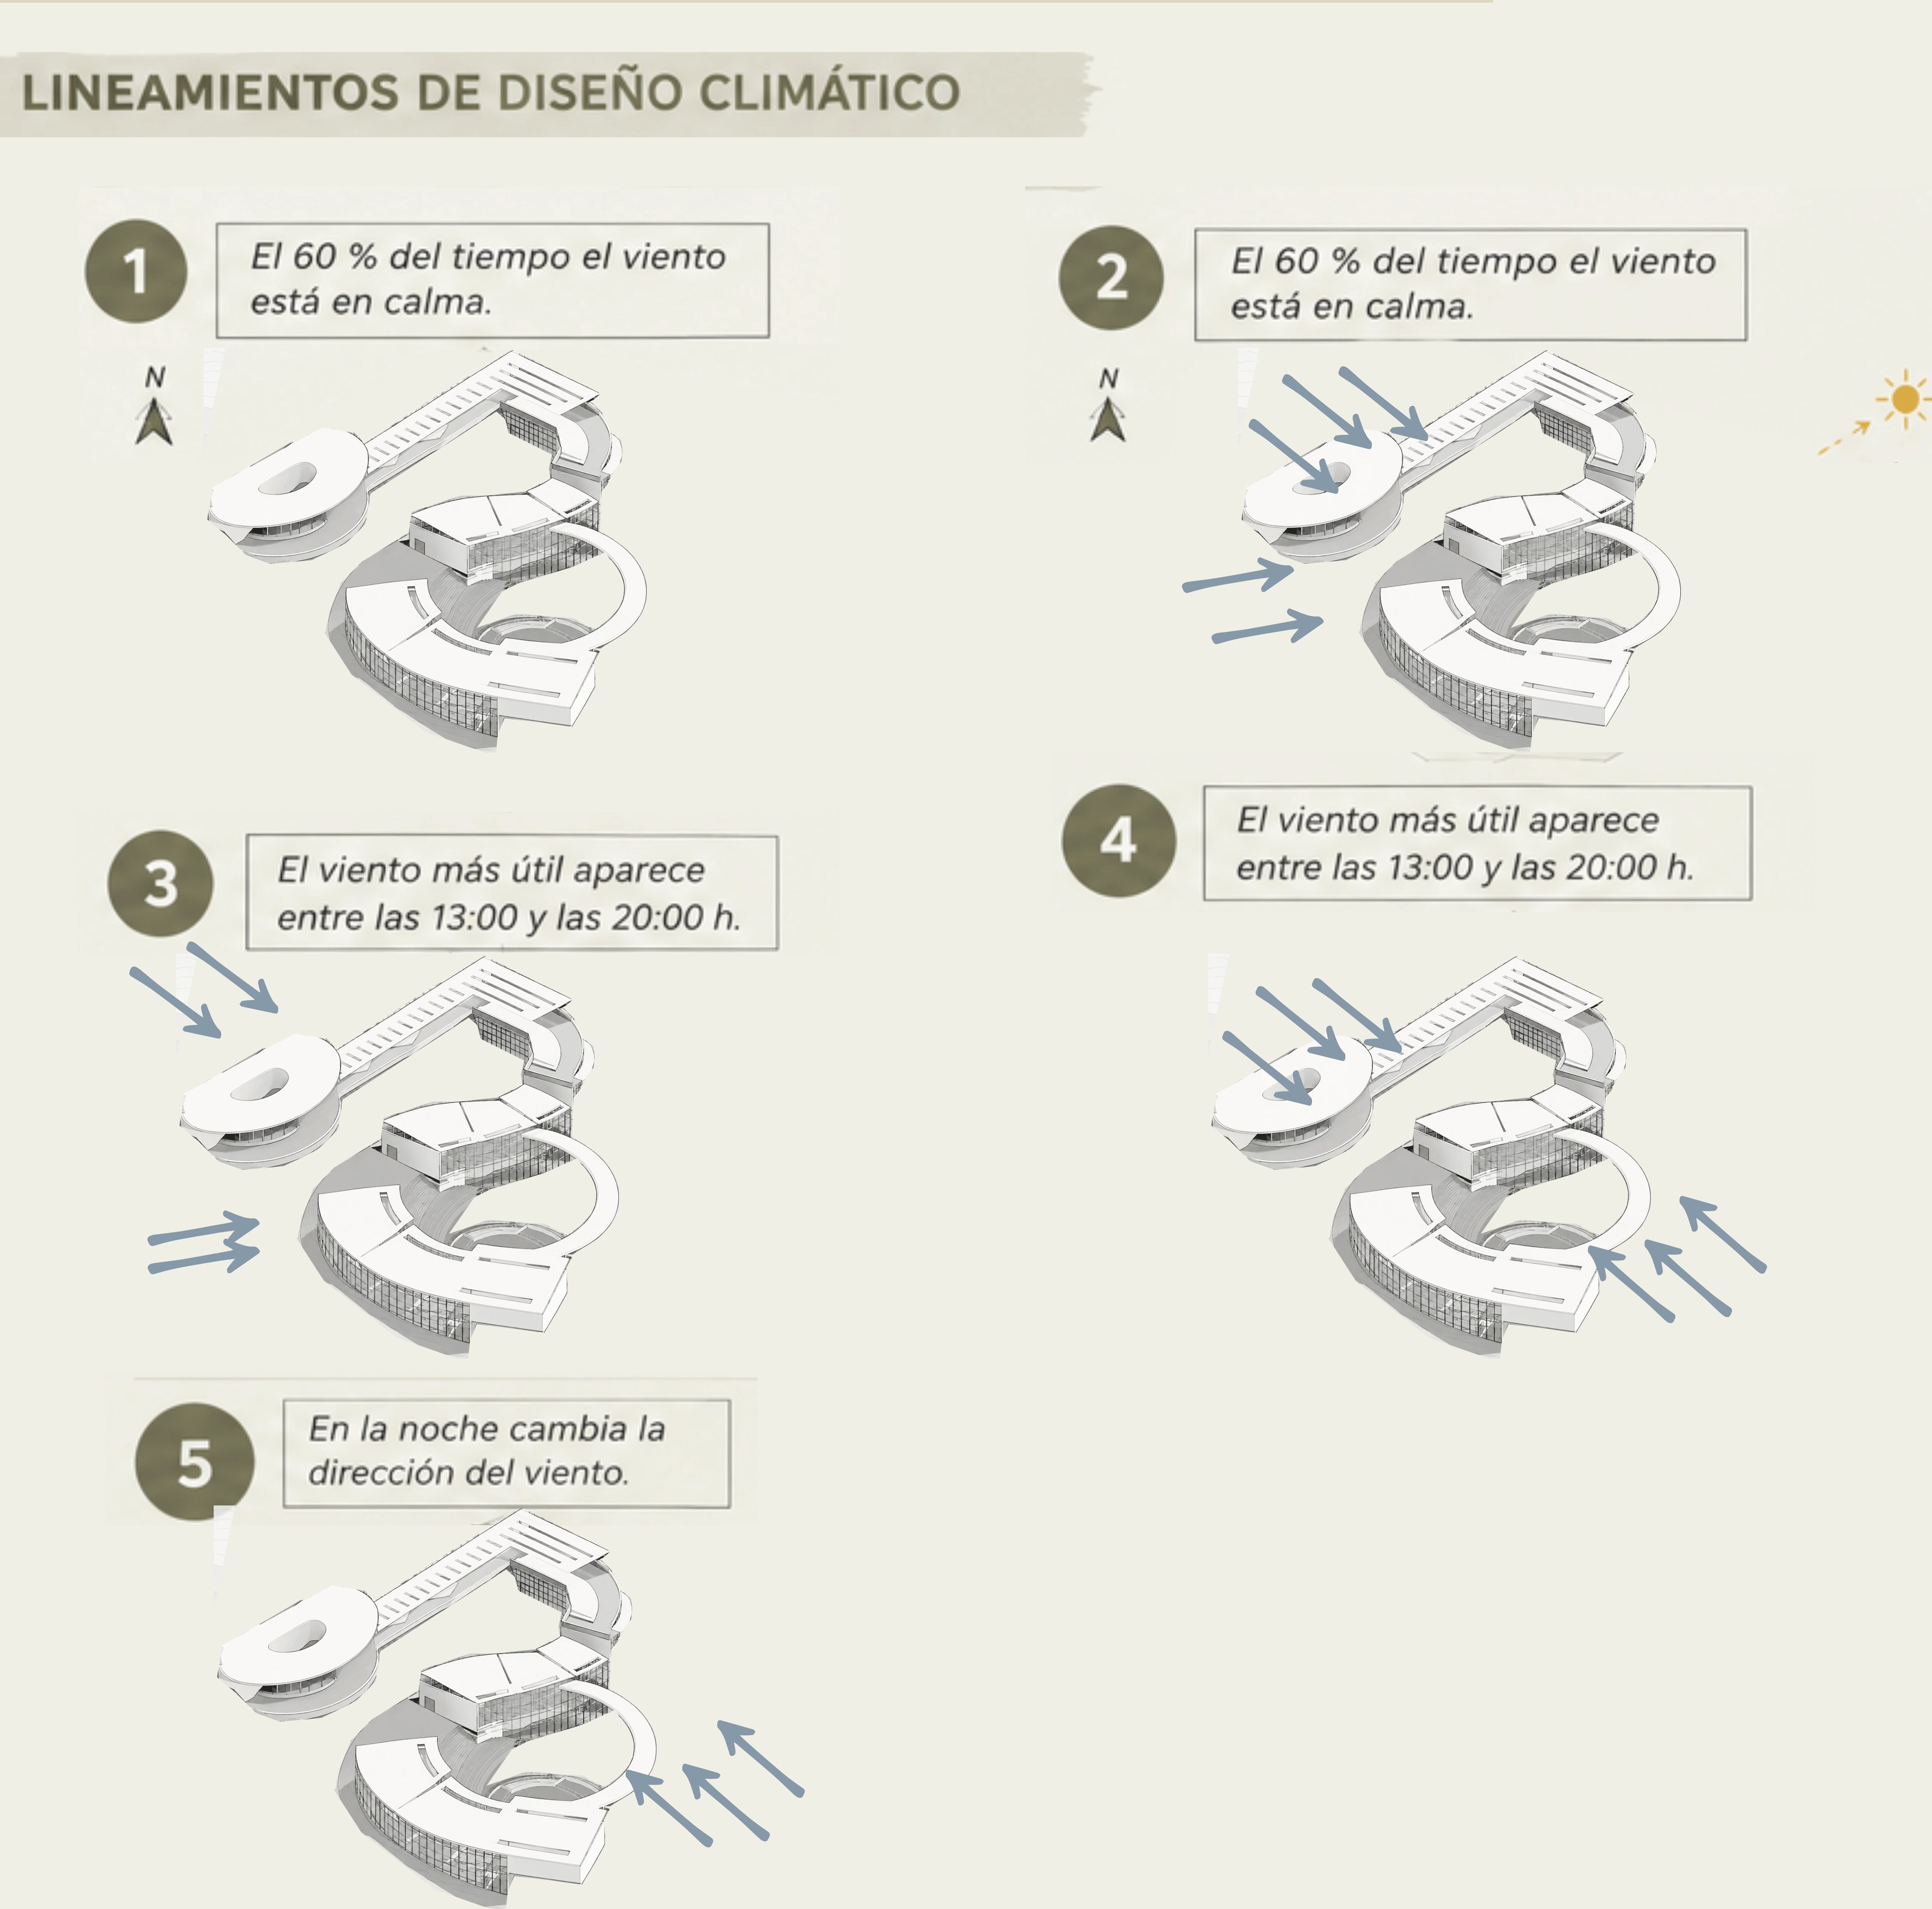 LINEAMIENTOS DE DISEÑO CLIMÁTICO
1
El 60 % del tiempo el viento
está en calma.
N
2
El 60 % del tiempo el viento
está en calma.
N
3
El viento más útil aparece
entre las 13:00 y las 20:00 h.
4
El viento más útil aparece
entre las 13:00 y las 20:00 h.
5
En la noche cambia la
dirección del viento.